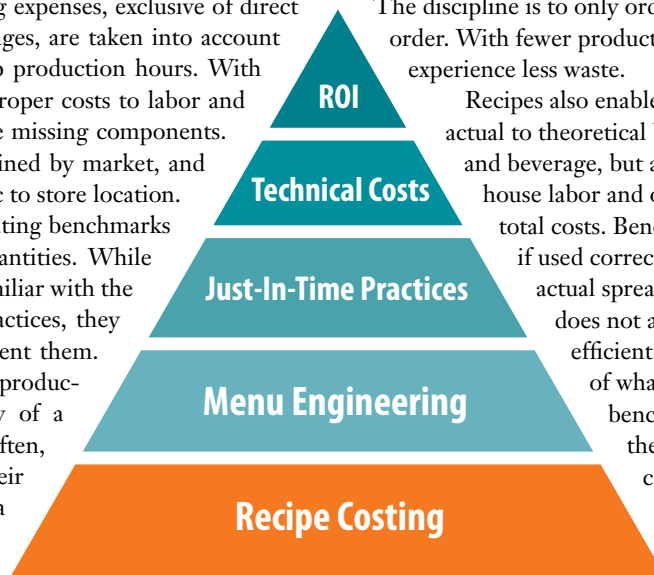 g expenses, exclusive of direct
nges, are taken into account
production hours. With
roper costs to labor and
e missing components.
ined by market, and
c to store location.
ting benchmarks
antities. While
iliar with the
actices, they
ent them.
produc-
y of a
ften,
eir
a
ROI
Technical Costs
Just-In-Time Practices
Menu Engineering
Recipe Costing
The discipline is to only ord
order. With fewer product
experience less waste.
Recipes also enable
actual to theoretical
and beverage, but a
house labor and o
total costs. Benc
if used correc
actual sprea
does not a
efficient
of wha
benc
the
c